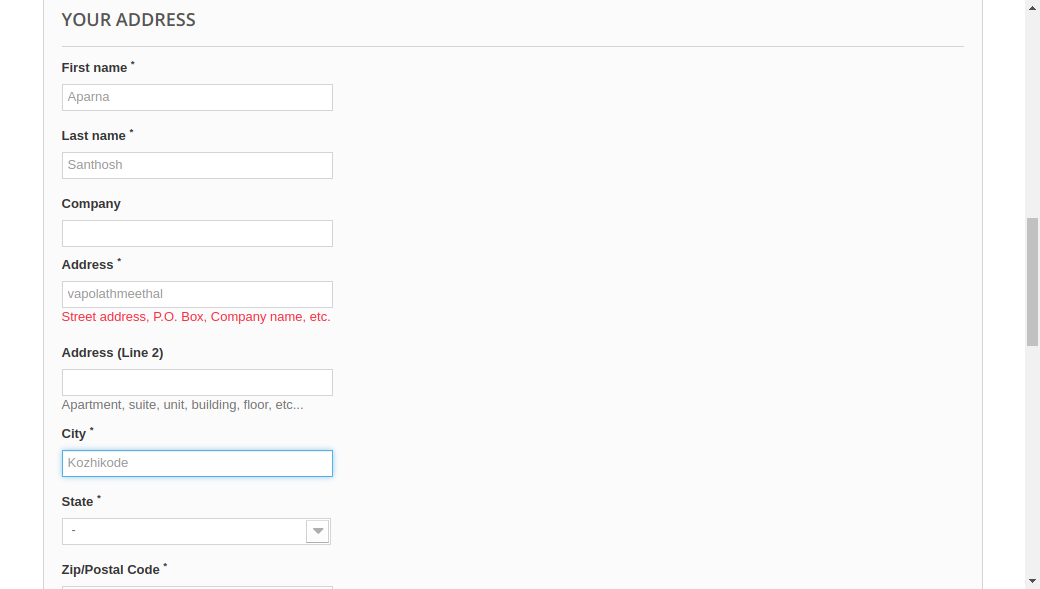 YOUR ADDRESS
First name *
Aparna
Last name *
Santhosh
Company
Address *
vapolathmeethal
Street address, P.O. Box, Company name, etc.
Address (Line 2)
Apartment, suite, unit, building, floor, etc...
City *
Kozhikode
State *
-
Zip/Postal Code *